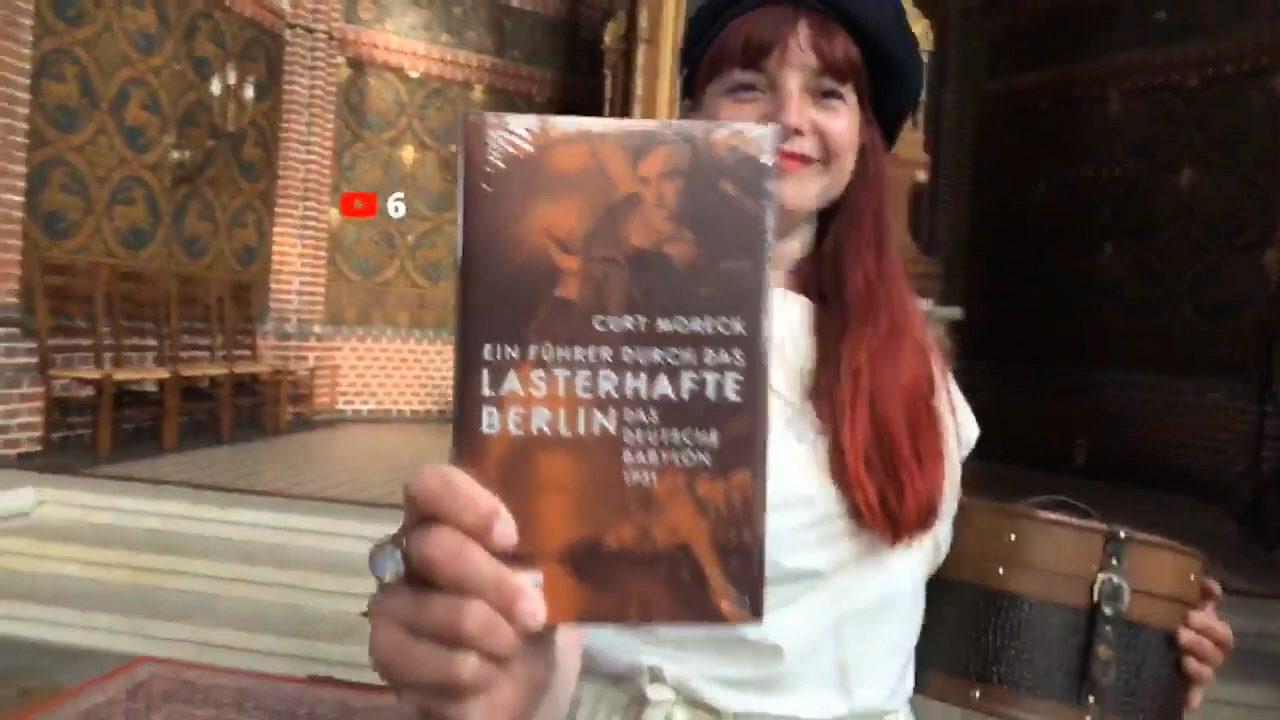 6
CURT MORECK
EIN FÜHRER DURCH DAS
LASTERHAFTE
BERLIN
DAS
DEUTSCHE
BABYLON
1931